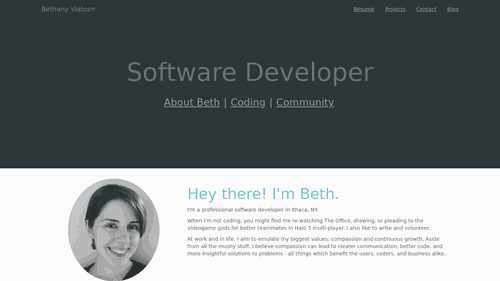 Bethany Watson
Résumé Projects Contact Blog
Software Developer
About Beth | Coding | Community
Hey there! I'm Beth.
I'm a professional software developer in Ithaca, NY.
When I'm not coding, you might find me re-watching The Office, drawing, or pleading to the
videogame gods for better teammates in Halo 5 multi-player. I also like to write and volunteer.
At work and in life, I aim to emulate my biggest values: compassion and continuous growth. Aside
from all the mushy stuff, I believe compassion can lead to clearer communication, better code, and
more insightful solutions to problems - all things which benefit the users, coders, and business alike.